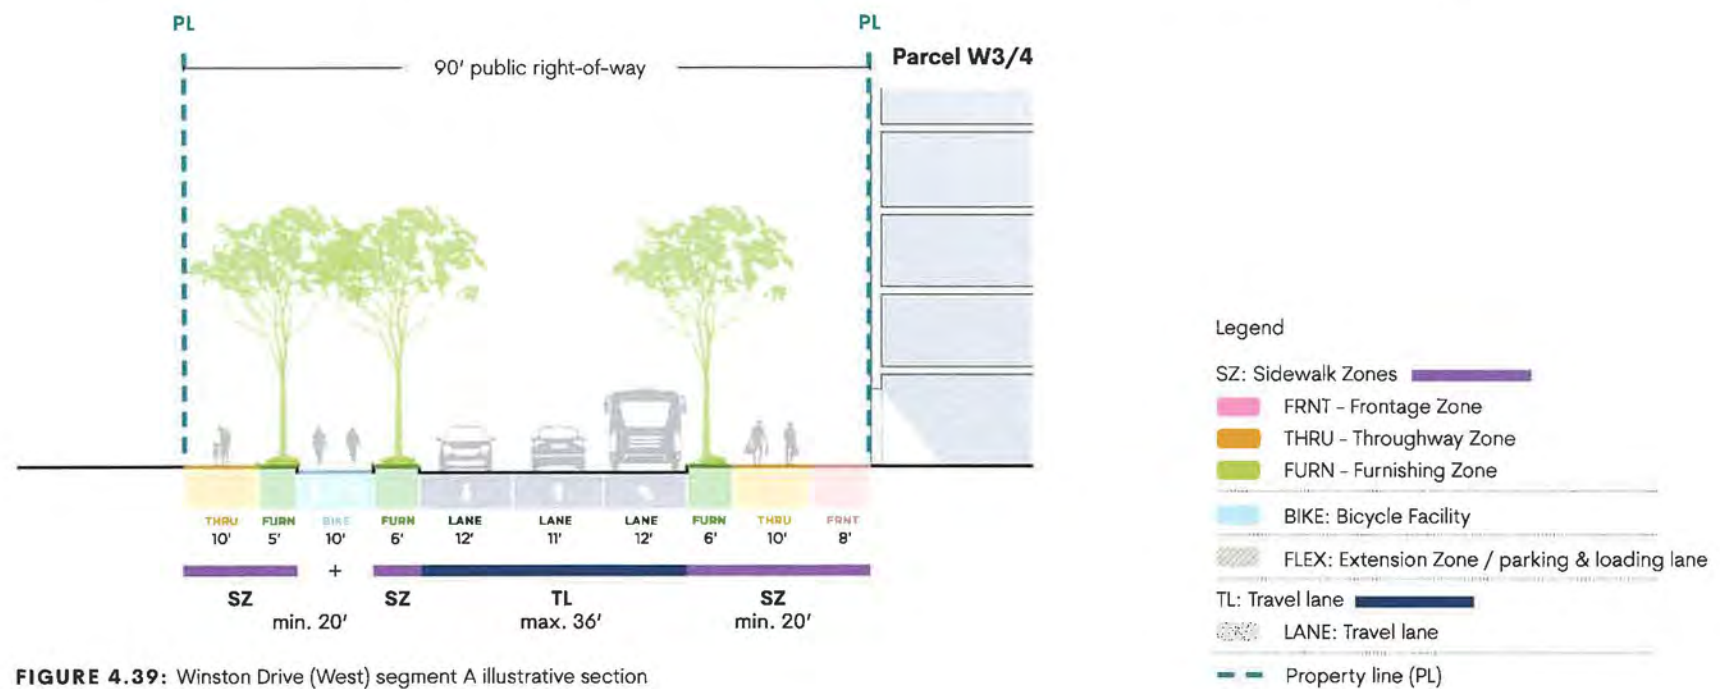 PL
PL
90' public right-of-way
Parcel W3/4
THRU FURN BIKE FURN LANE LANE LANE FURN THRU FRNT
10' 5' 10' 6' 12' 11' 12' 6' 10' 8'
+
SZ SZ TL SZ
min. 20' max. 36' min. 20'
FIGURE 4.39: Winston Drive (West) segment A illustrative section
Legend
SZ: Sidewalk Zones
FRNT - Frontage Zone
THRU - Throughway Zone
FURN - Furnishing Zone
BIKE: Bicycle Facility
FLEX: Extension Zone / parking & loading lane
TL: Travel lane
LANE: Travel lane
Property line (PL)